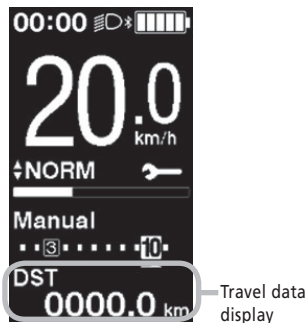 00:00
20.0
km/h
NORM
Manual
3 10
DST
0000.0 km
Travel data
display